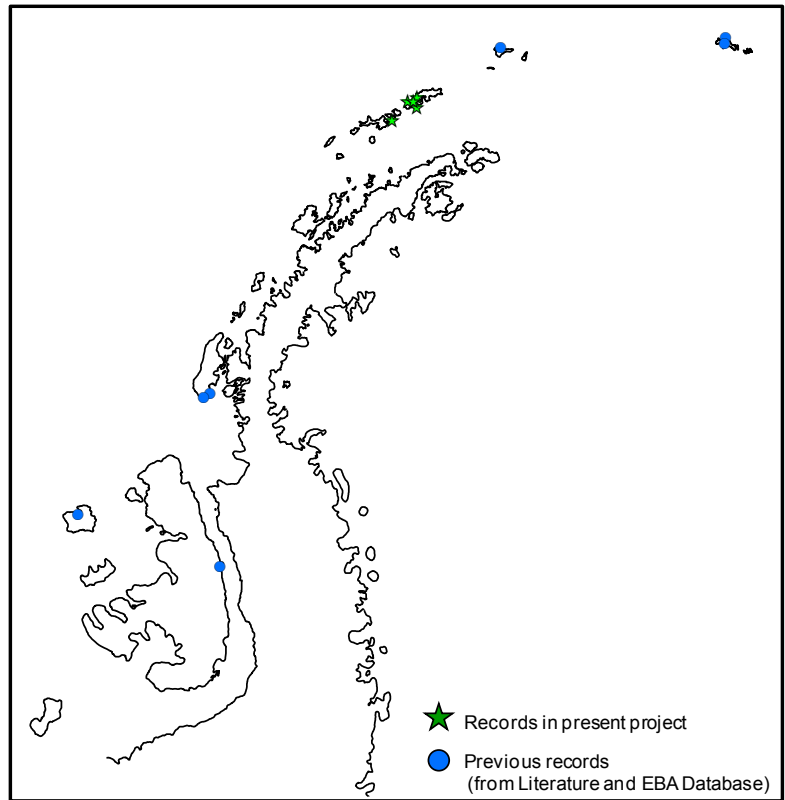 Records in present project
Previous records
(from Literature and EBA Database)